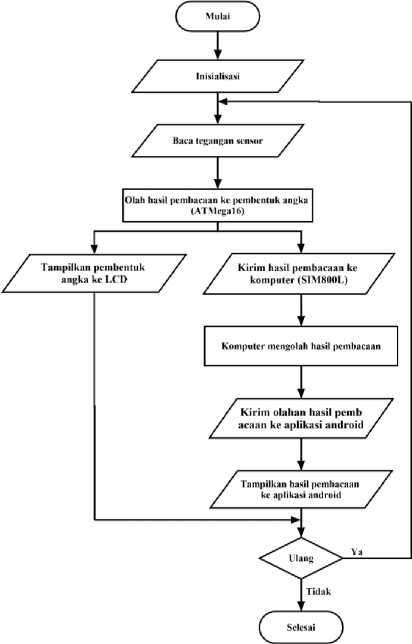 Mulai
Inisialisasi
Baca tegangan sensor
Olah hasil pembacaan ke pembentuk angka
(ATMega16)
Tampilkan pembentuk
angka ke LCD
Kirim hasil pembacaan ke
komputer (SIM800L)
Komputer mengolah hasil pembacaan
Kirim olahan hasil pemb
acaan ke aplikasi android
Tampilkan hasil pembacaan
ke aplikasi android
Ulang
Ya
Tidak
Selesai